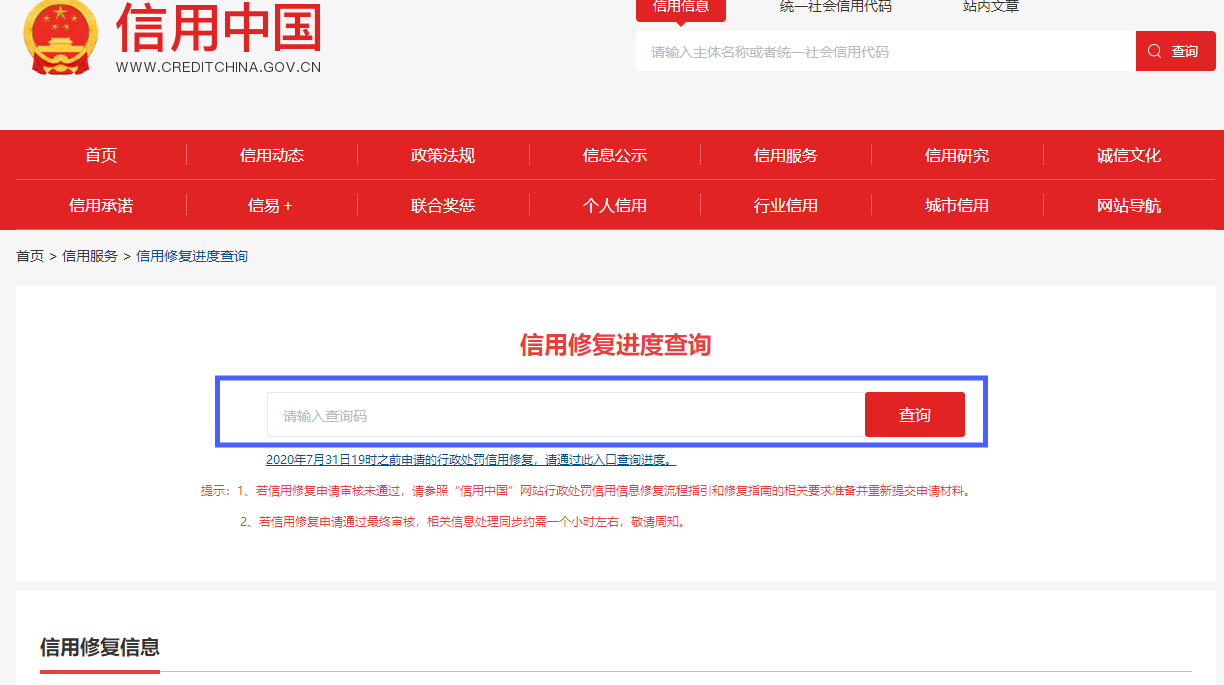 信用中国
WWW.CREDITCHINA.GOV.CN
信用信息 统一社会信用代码 站内文章
请输入主体名称或者统一社会信用代码 查询
首页 信用动态 政策法规 信息公示 信用服务 信用研究 诚信文化
信用承诺 信易+ 联合奖惩 个人信用 行业信用 城市信用 网站导航
首页 > 信用服务 > 信用修复进度查询
信用修复进度查询
请输入查询码 查询
2020年7月31日19时之前申请的行政处罚信用修复，请通过此入口查询进度。
提示：1、若信用修复申请审核未通过，请参照“信用中国”网站行政处罚信用信息修复流程指引和修复指南的相关要求准备并重新提交申请材料。
2、若信用修复申请通过最终审核，相关信息处理同步约需一个小时左右，敬请周知。
信用修复信息